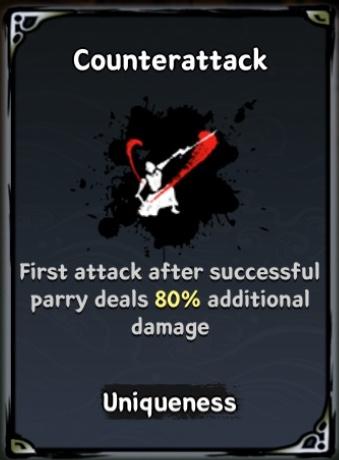 Counterattack
First attack after successful
parry deals 80% additional
damage
Uniqueness